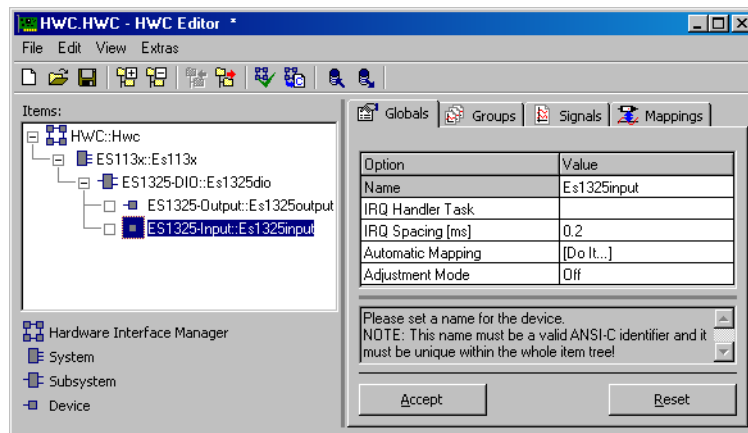 HWC.HWC - HWC Editor *
File Edit View Extras
Items:
HWC::Hwc
ES113x::Es113x
ES1325-DIO::Es1325dio
ES1325-Output::Es1325output
ES1325-Input::Es1325input
Hardware Interface Manager
System
Subsystem
Device
Globals Groups Signals Mappings
Option Value
Name Es1325input
IRQ Handler Task
IRQ Spacing [ms] 0.2
Automatic Mapping [Do It...]
Adjustment Mode Off
Please set a name for the device.
NOTE: This name must be a valid ANSI-C identifier and it
must be unique within the whole item tree!
Accept Reset